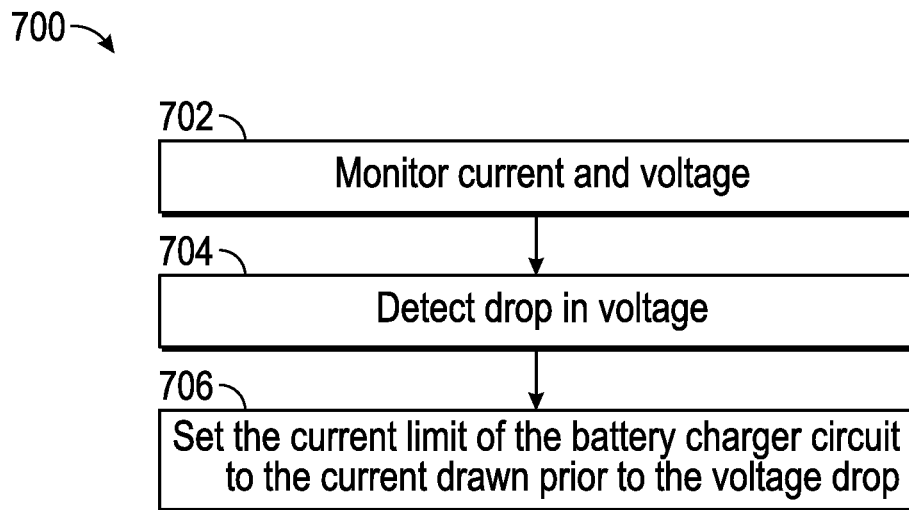 700
702
Monitor current and voltage
704
Detect drop in voltage
706
Set the current limit of the battery charger circuit
to the current drawn prior to the voltage drop